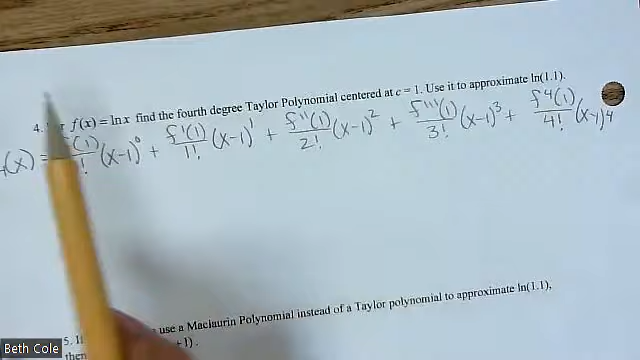 4. f(x) = ln x find the fourth degree Taylor Polynomial centered at c = 1. Use it to approximate ln(1.1).
(x) = (1) ! (x-1)^0 + f'(1)/1! (x-1)^1 + f''(1)/2! (x-1)^2 + f'''(1)/3! (x-1)^3 + f^4(1)/4! (x-1)^4
5. use a Maclaurin Polynomial instead of a Taylor polynomial to approximate ln(1.1),
then +1).
Beth Cole